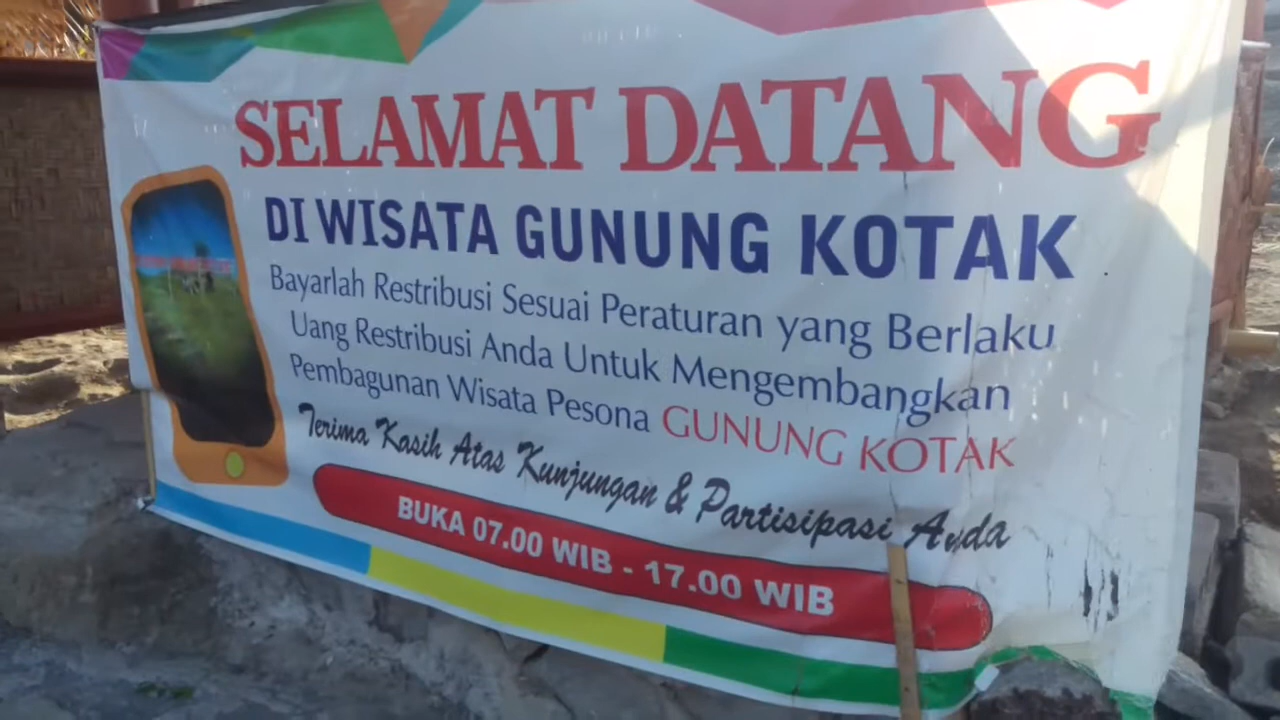 SELAMAT DATANG
DI WISATA GUNUNG KOTAK
Bayarlah Restribusi Sesuai Peraturan yang Berlaku
Uang Restribusi Anda Untuk Mengembangkan
Pembagunan Wisata Pesona GUNUNG KOTAK
Terima Kasih Atas Kunjungan & Partisipasi Anda
BUKA 07.00 WIB - 17.00 WIB